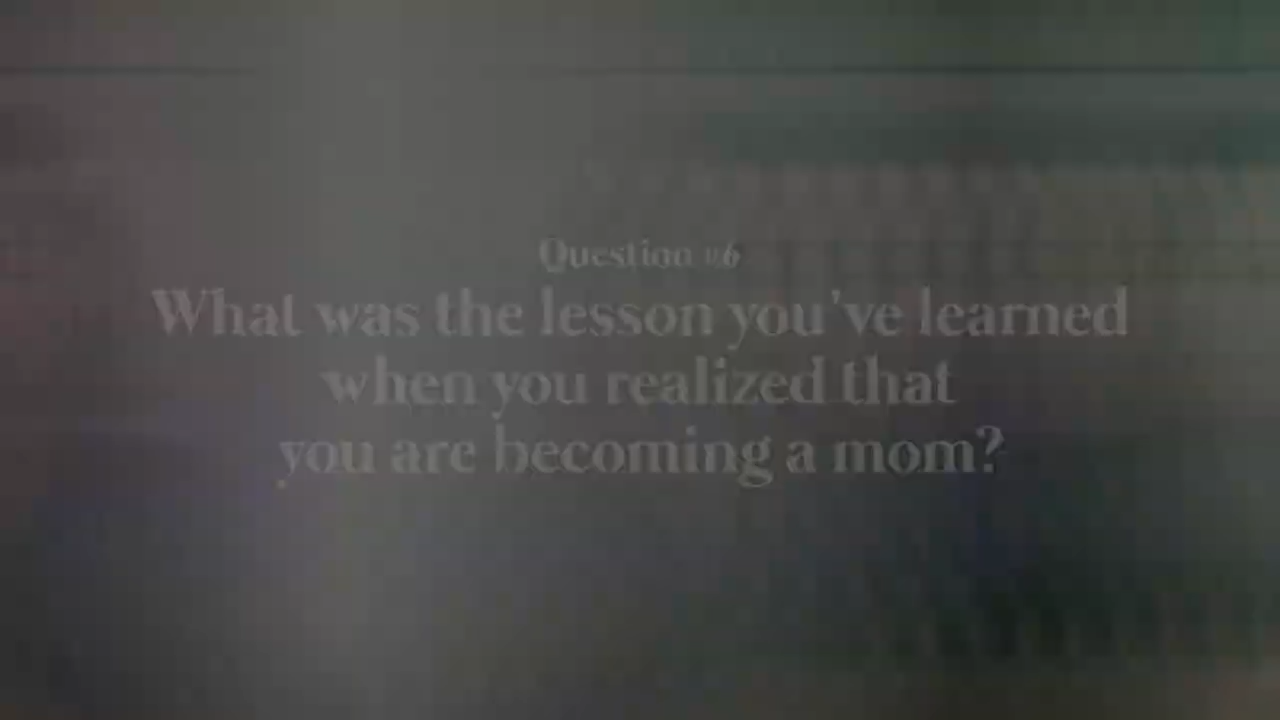 Question #6
What was the lesson you've learned
when you realized that
you are becoming a mom?